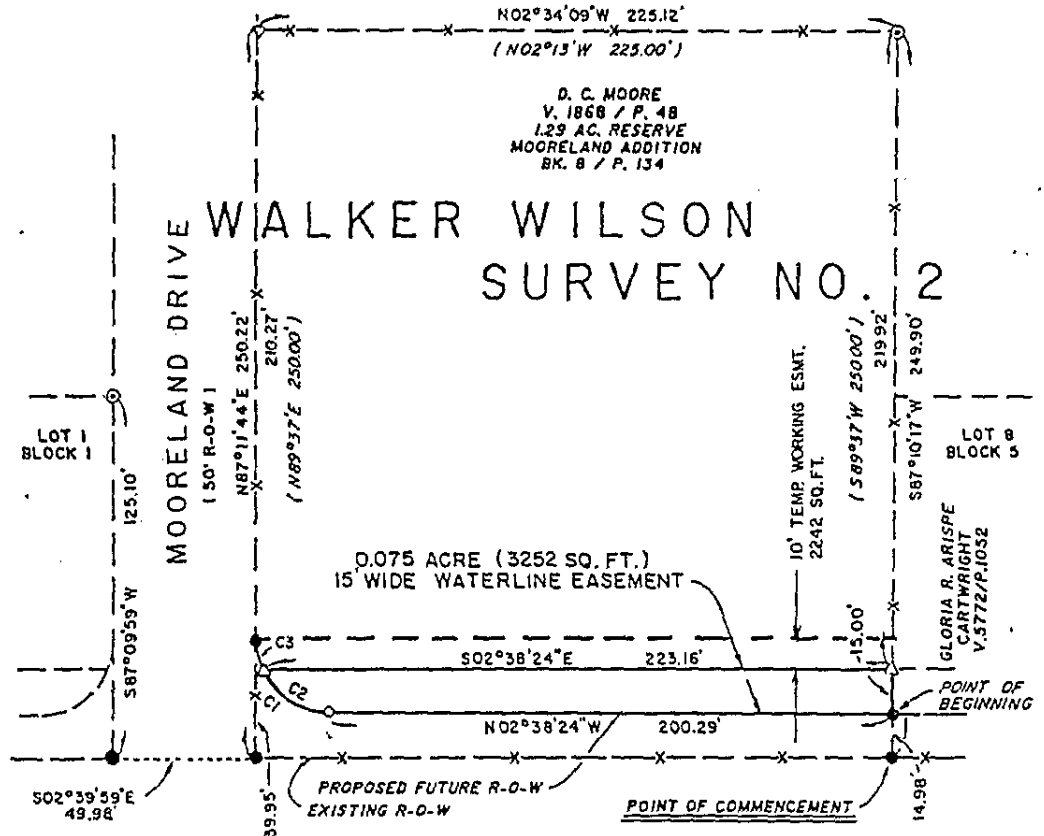 N02°34'09"W 225.12'
(N02°13'W 225.00')
D. C. MOORE
V. 1868 / P. 48
1.29 AC. RESERVE
MOORELAND ADDITION
BK. 8 / P. 134
WALKER WILSON
SURVEY NO. 2
MOORELAND DRIVE
(50' R-O-W)
N87°11'44"E 250.22'
210.27'
(N89°37'E 250.00')
10' TEMP. WORKING ESMT.
2242 SQ.FT.
(S89°37'W 250.00')
219.92'
S87°10'17"W 249.90'
LOT 1
BLOCK 1
LOT 8
BLOCK 5
S87°09'59"W 125.10'
0.075 ACRE (3252 SQ. FT.)
15' WIDE WATERLINE EASEMENT
GLORIA R. ARISPE
CARTWRIGHT
V.5772/P.1052
15.00'
C3
S02°38'24"E 223.16'
C2
C1
POINT OF
BEGINNING
N02°38'24"W 200.29'
S02°39'59"E
49.98'
39.95'
PROPOSED FUTURE R-O-W
EXISTING R-O-W
POINT OF COMMENCEMENT
14.98'